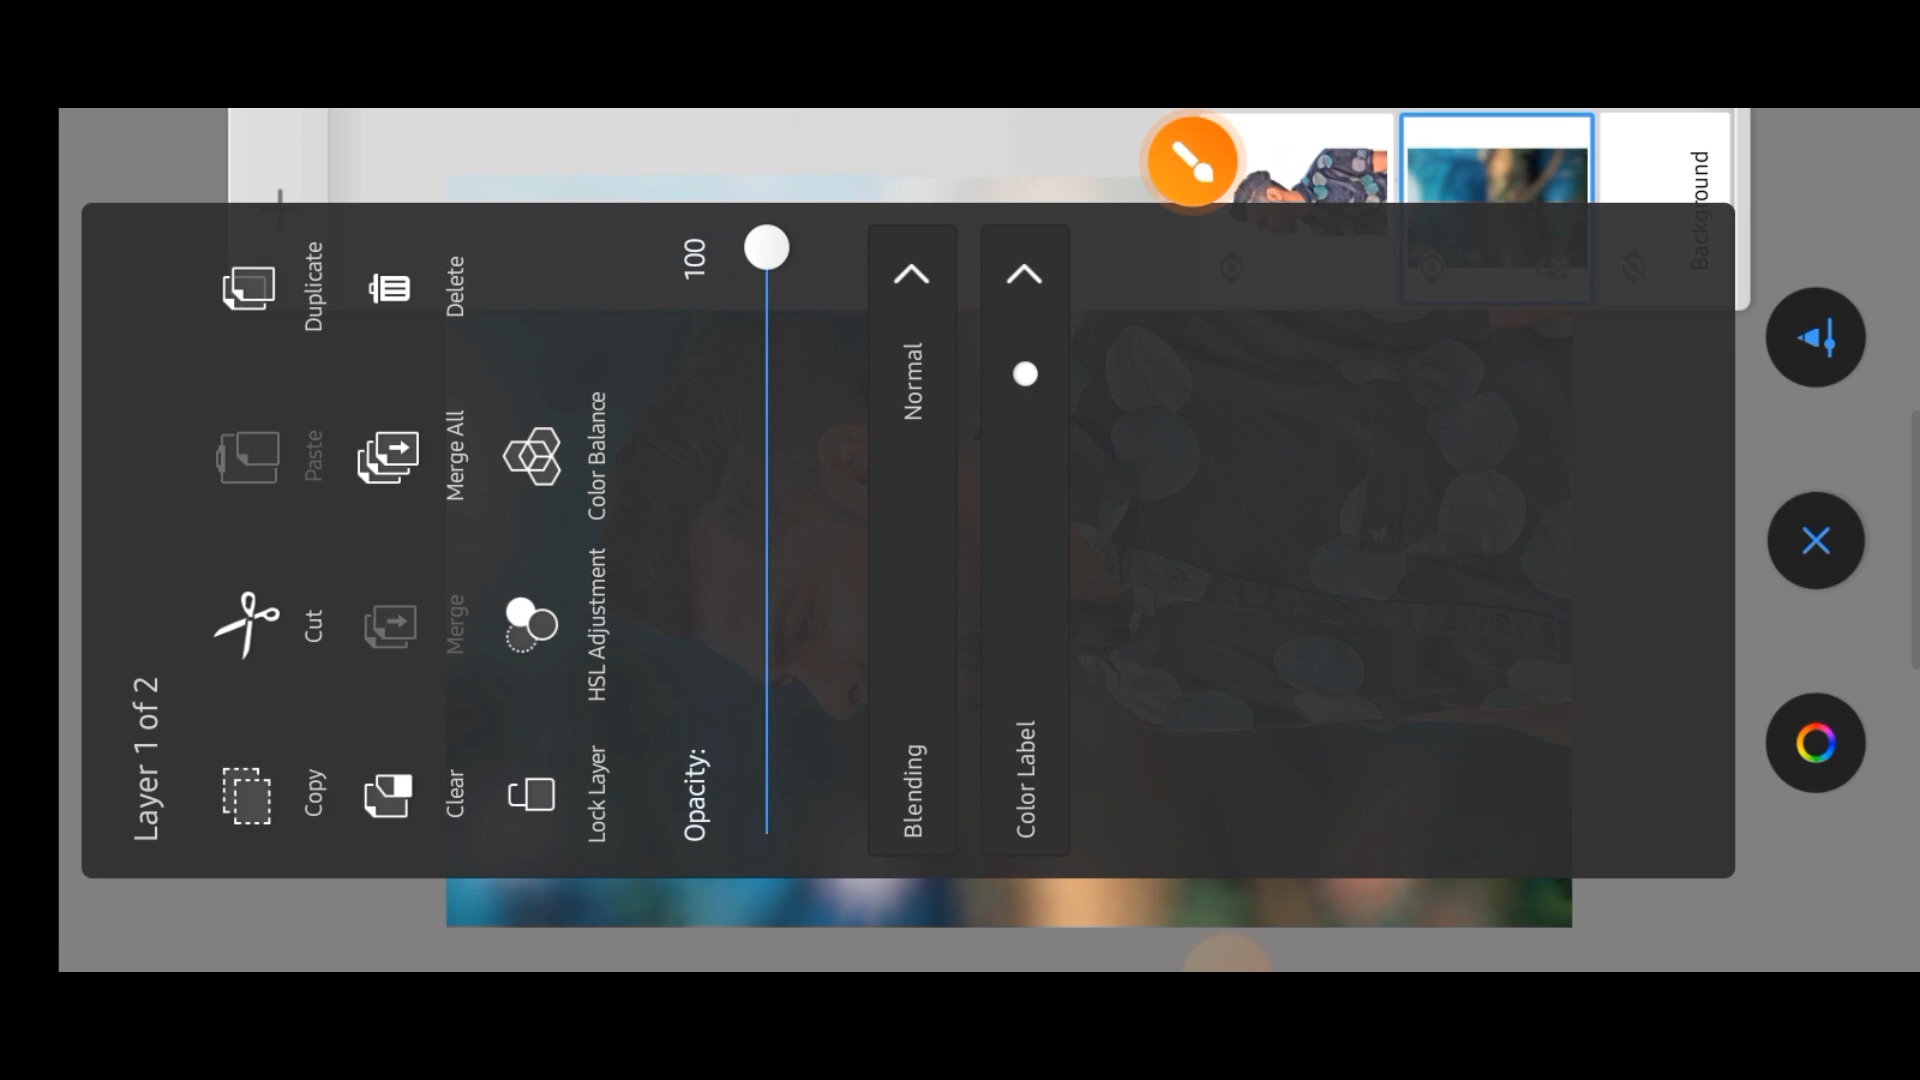 Layer 1 of 2
Copy Cut Paste Duplicate
Clear Merge Merge All Delete
Lock Layer HSL Adjustment Color Balance
Opacity: 100
Blending Normal
Color Label
Background